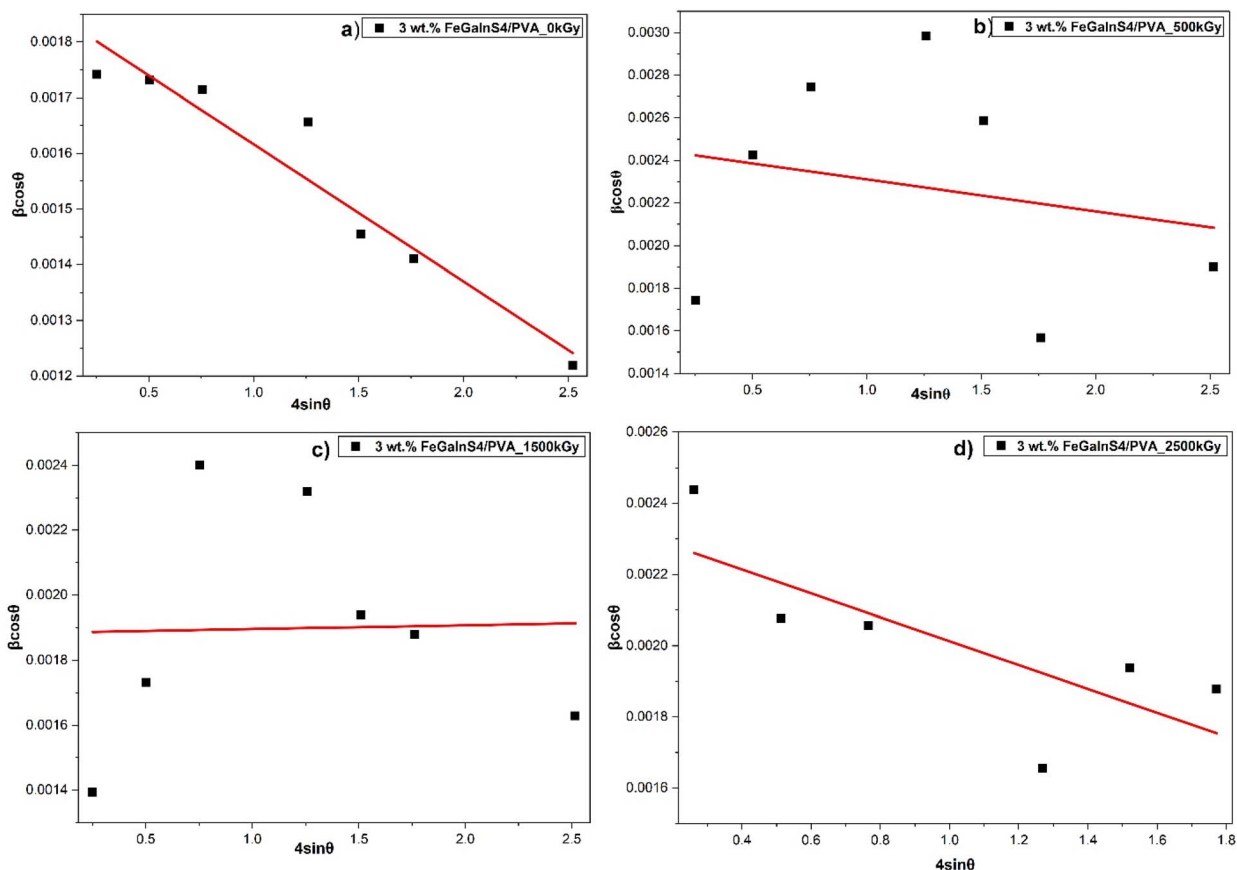 a)
3 wt.% FeGaInS4/PVA_0kGy
0.0018
0.0017
0.0016
0.0015
0.0014
0.0013
0.0012
βcosθ
0.5 1.0 1.5 2.0 2.5
4sinθ
b)
3 wt.% FeGaInS4/PVA_500kGy
0.0030
0.0028
0.0026
0.0024
0.0022
0.0020
0.0018
0.0016
0.0014
βcosθ
0.5 1.0 1.5 2.0 2.5
4sinθ
c)
3 wt.% FeGaInS4/PVA_1500kGy
0.0024
0.0022
0.0020
0.0018
0.0016
0.0014
βcosθ
0.5 1.0 1.5 2.0 2.5
4sinθ
d)
3 wt.% FeGaInS4/PVA_2500kGy
0.0026
0.0024
0.0022
0.0020
0.0018
0.0016
βcosθ
0.4 0.6 0.8 1.0 1.2 1.4 1.6 1.8
4sinθ